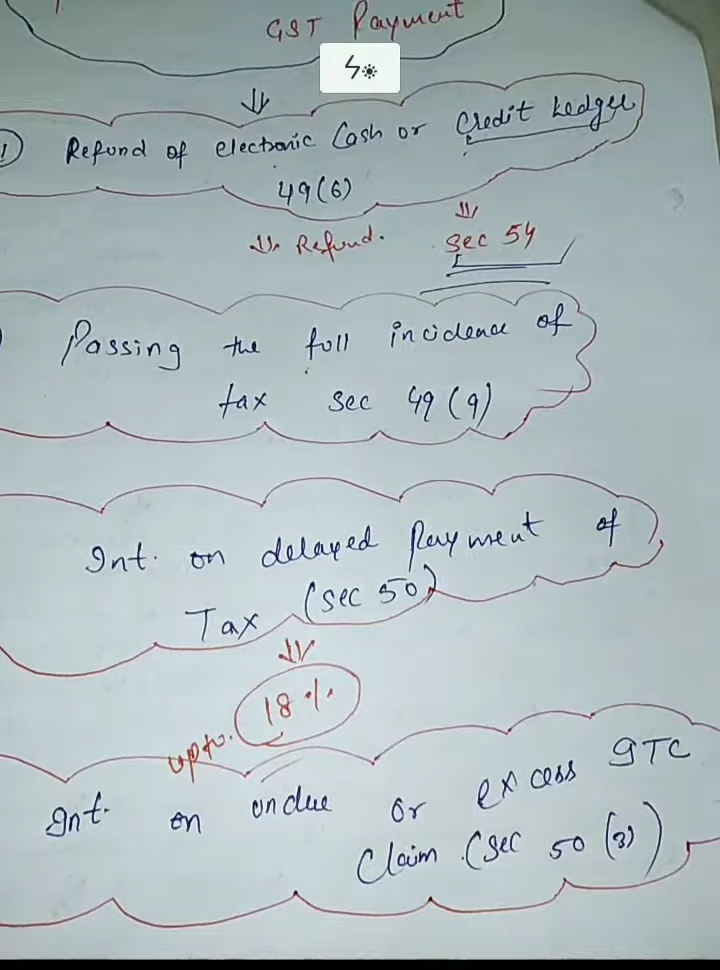 GST Payment
1) Refund of electronic Cash or Credit Ledger
49(6)
Refund. Sec 54
Passing the full incidence of
tax sec 49 (9)
Int. on delayed Payment of
Tax (sec 50)
upto. 18%
Int. on undue or excess ITC
Claim (sec 50 (3)